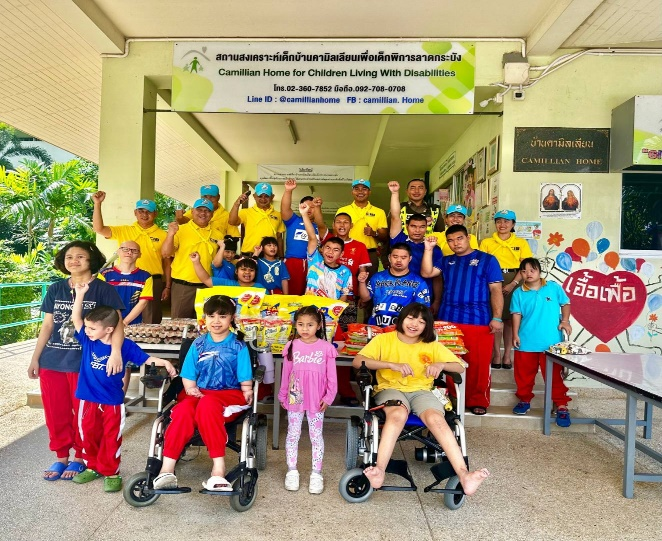 สถานสงเคราะห์เด็กบ้านคามิลเลียนเพื่อเด็กพิการลาดกระบัง
Camillian Home for Children Living With Disabilities
โทร.02-360-7852 มือถือ.092-708-0708
Line ID : @camillianhome FB : camillian. Home
บ้านคามิลเลียน
CAMILLIAN HOME
เอื้อเฟื้อ
Barbie